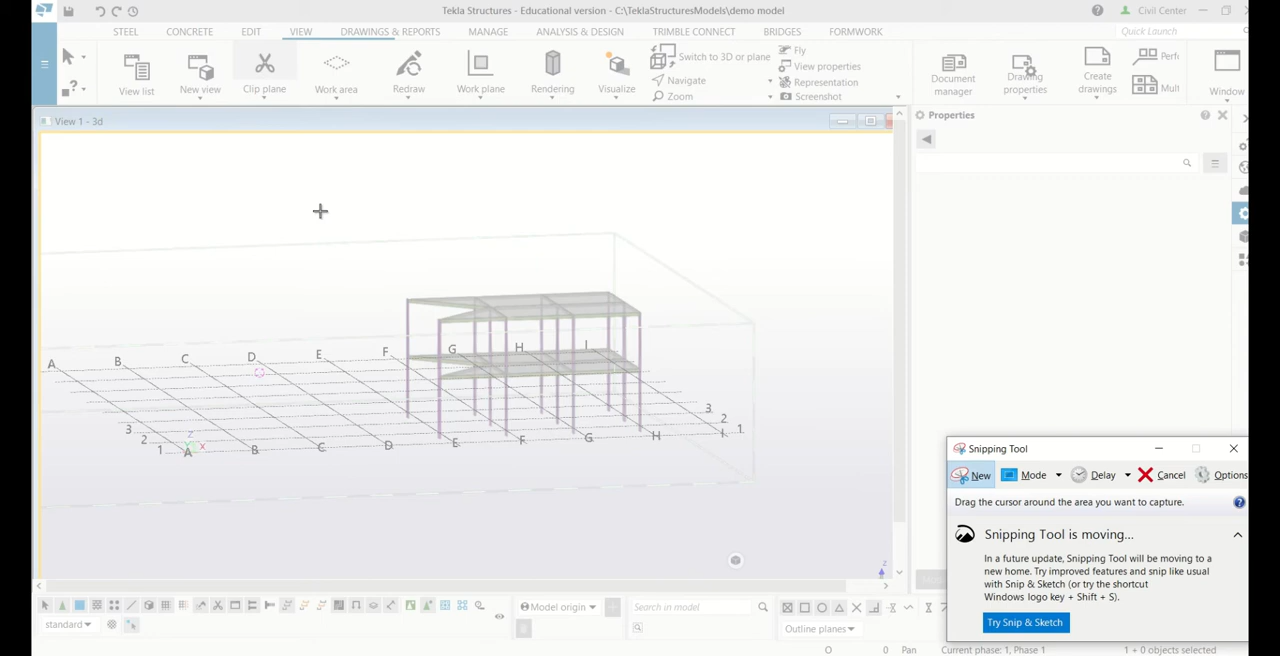 Tekla Structures - Educational version - C:\TeklaStructuresModels\demo model
Civil Center
STEEL CONCRETE EDIT VIEW DRAWINGS & REPORTS MANAGE ANALYSIS & DESIGN TRIMBLE CONNECT BRIDGES FORMWORK
Quick Launch
View list
New view
Clip plane
Work area
Redraw
Work plane
Rendering
Visualize
Switch to 3D or plane
Navigate
Zoom
Fly
View properties
Representation
Screenshot
Document manager
Drawing properties
Create drawings
Perf
Mult
Window
View 1 - 3d
Properties
A B C D E F G H I
3 2 1
3 2 1
A B C D E F G H I
Z
X
z
Snipping Tool
New Mode Delay Cancel Options
Drag the cursor around the area you want to capture.
Snipping Tool is moving...
In a future update, Snipping Tool will be moving to a
new home. Try improved features and snip like usual
with Snip & Sketch (or try the shortcut
Windows logo key + Shift + S).
Try Snip & Sketch
Model origin
Search in model
standard
Outline planes
O 0 Pan Current phase: 1, Phase 1 1 + 0 objects selected